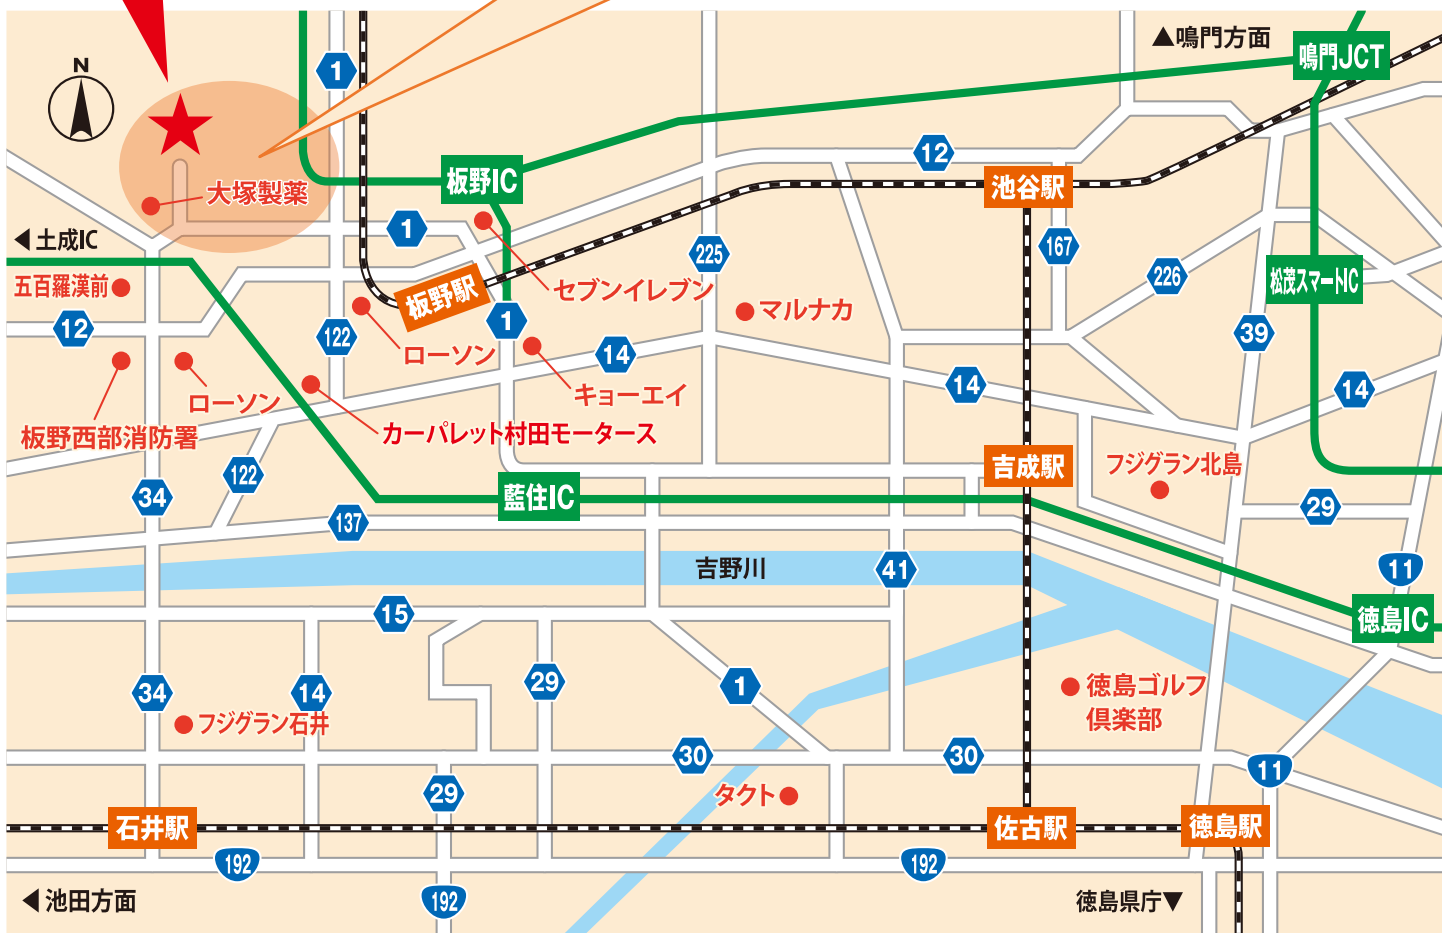 ▲鳴門方面
鳴門JCT
N
1
12
板野IC
池谷駅
大塚製薬
1
◀土成IC
225
167
226
松茂スマートIC
五百羅漢前
板野駅
セブンイレブン
マルナカ
12
122
1
39
ローソン
14
キョーエイ
14
14
ローソン
板野西部消防署
カーパレット村田モータース
122
吉成駅
フジグラン北島
34
藍住IC
29
137
吉野川
41
11
15
徳島IC
34
14
29
1
徳島ゴルフ
倶楽部
フジグラン石井
30
30
11
29
タクト
石井駅
佐古駅
徳島駅
192
192
◀池田方面
192
徳島県庁▼